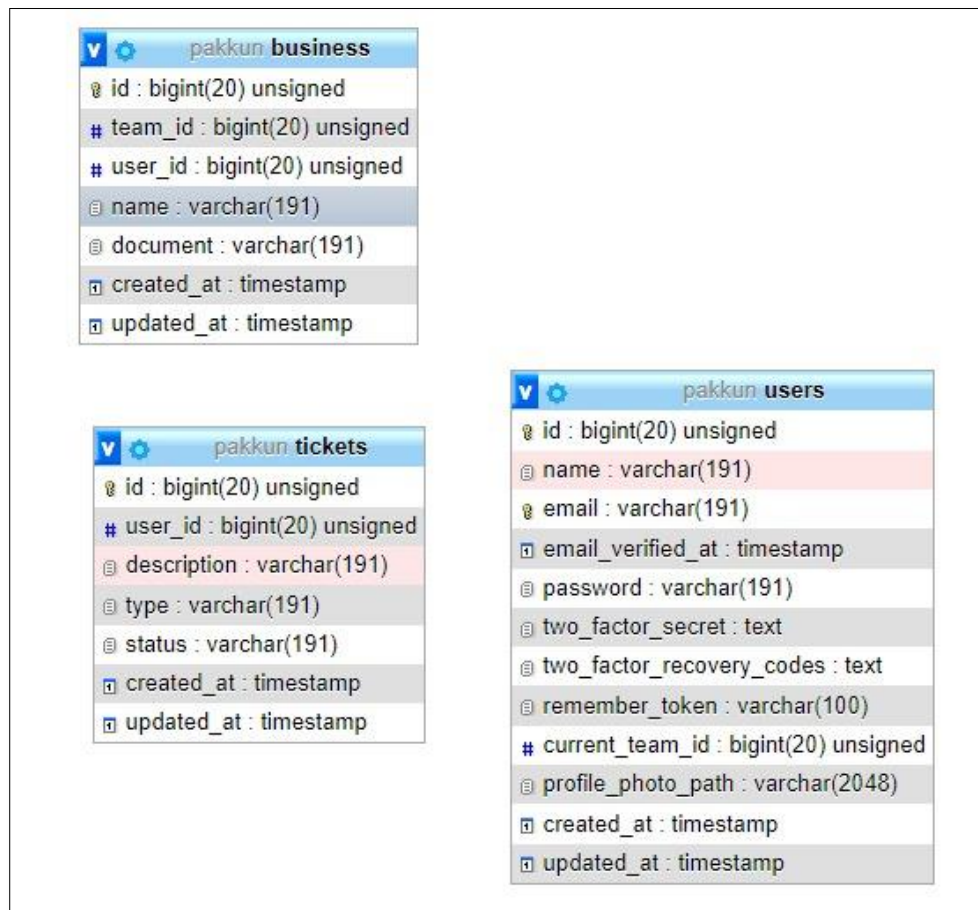 pakkun business
id : bigint(20) unsigned
team_id : bigint(20) unsigned
user_id : bigint(20) unsigned
name : varchar(191)
document : varchar(191)
created_at : timestamp
updated_at : timestamp
pakkun tickets
id : bigint(20) unsigned
user_id : bigint(20) unsigned
description : varchar(191)
type : varchar(191)
status : varchar(191)
created_at : timestamp
updated_at : timestamp
pakkun users
id : bigint(20) unsigned
name : varchar(191)
email : varchar(191)
email_verified_at : timestamp
password : varchar(191)
two_factor_secret : text
two_factor_recovery_codes : text
remember_token : varchar(100)
current_team_id : bigint(20) unsigned
profile_photo_path : varchar(2048)
created_at : timestamp
updated_at : timestamp